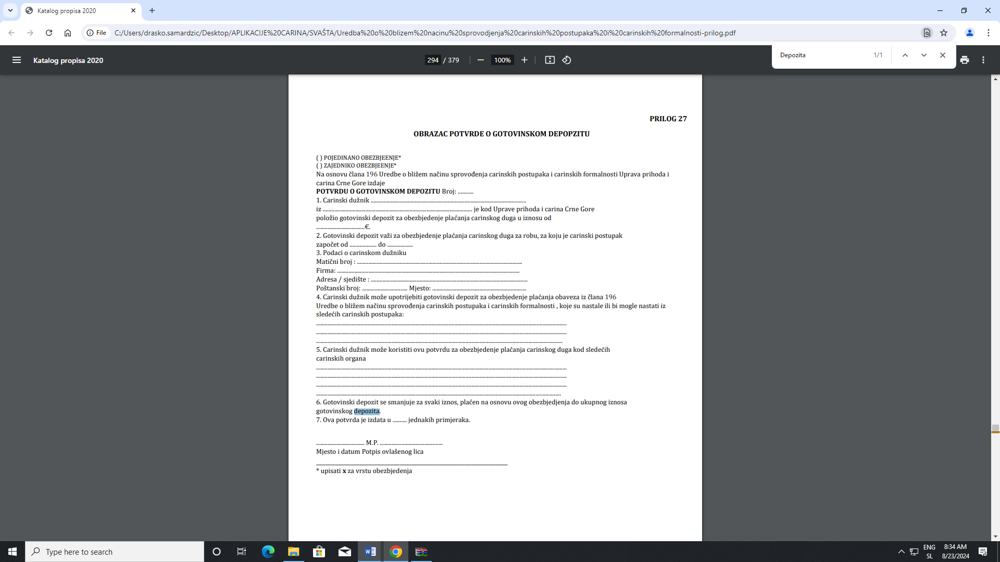 Katalog propisa 2020
File
C:/Users/drasko.samardzic/Desktop/APLIKACIJE%20CARINA/SVAŠTA/Uredba%20o%20blizem%20nacinu%20sprovodjenja%20carinskih%20postupaka%20i%20carinskih%20formalnosti-prilog.pdf
Katalog propisa 2020
294 / 379
100%
Depozita 1/1
PRILOG 27
OBRAZAC POTVRDE O GOTOVINSKOM DEPOPZITU
( ) POJEDINANO OBEZBJEENJE*
( ) ZAJEDNIKO OBEZBJEENJE*
Na osnovu člana 196 Uredbe o bližem načinu sprovođenja carinskih postupaka i carinskih formalnosti Uprava prihoda i
carina Crne Gore izdaje
POTVRDU O GOTOVINSKOM DEPOZITU Broj: ...........
1. Carinski dužnik .............................................................................................................
iz ......................................................................................................... je kod Uprave prihoda i carina Crne Gore
položio gotovinski depozit za obezbjedenje plaćanja carinskog duga u iznosu od
..................................€.
2. Gotovinski depozit važi za obezbjedenje plaćanja carinskog duga za robu, za koju je carinski postupak
započet od ................... do ..................
3. Podaci o carinskom dužniku
Matični broj : ....................................................................................................................
Firma: ................................................................................................................................
Adresa / sjedište : ..............................................................................................................
Poštanski broj: ................................ Mjesto: ..................................................................
4. Carinski dužnik može upotrijebiti gotovinski depozit za obezbjedenje plaćanja obaveza iz člana 196
Uredbe o bližem načinu sprovođenja carinskih postupaka i carinskih formalnosti , koje su nastale ili bi mogle nastati iz
sledećih carinskih postupaka:
................................................................................................................................................
................................................................................................................................................
.............................................................................................................................................
5. Carinski dužnik može koristiti ovu potvrdu za obezbjedenje plaćanja carinskog duga kod sledećih
carinskih organa
................................................................................................................................................
................................................................................................................................................
................................................................................................................................................
............................................................................................................................................
6. Gotovinski depozit se smanjuje za svaki iznos, plaćen na osnovu ovog obezbjedjenja do ukupnog iznosa
gotovinskog depozita.
7. Ova potvrda je izdata u .......... jednakih primjeraka.
.................................. M.P. ............................................
Mjesto i datum Potpis ovlašenog lica
* upisati x za vrstu obezbjedenja
Type here to search
ENG
SL
8:34 AM
8/23/2024